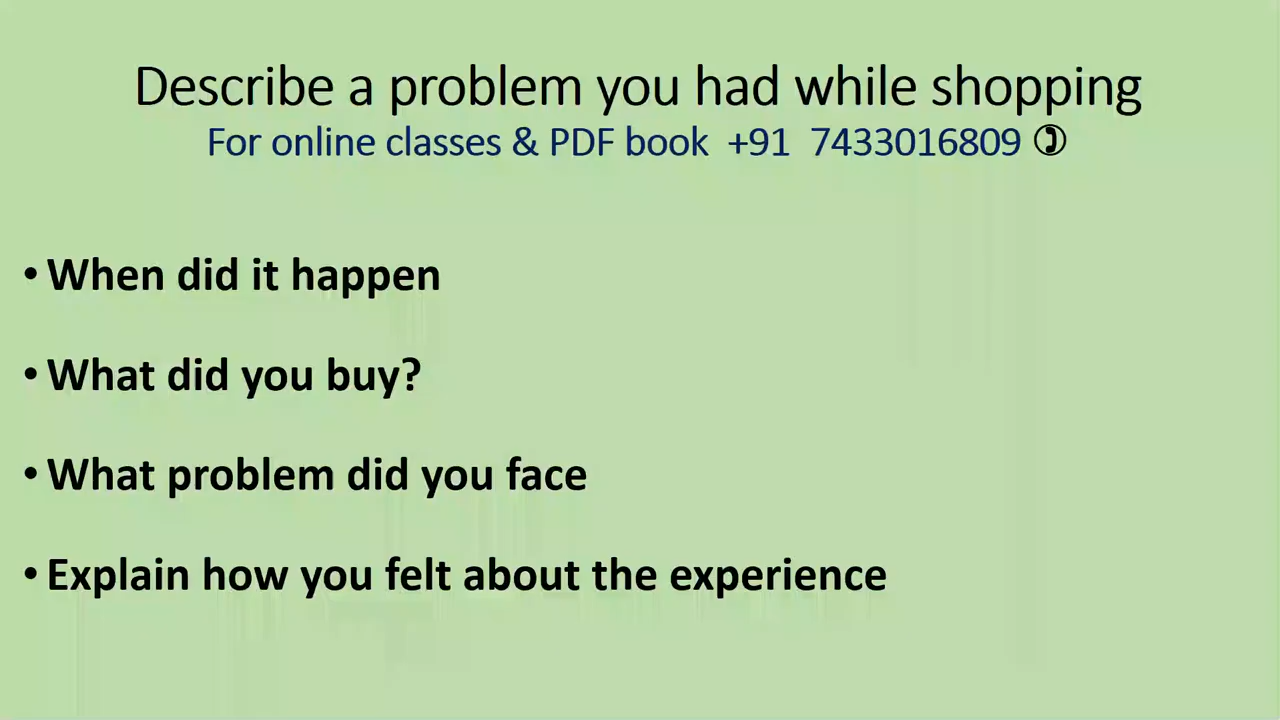 Describe a problem you had while shopping
For online classes & PDF book +91 7433016809 ✆
• When did it happen
• What did you buy?
• What problem did you face
• Explain how you felt about the experience